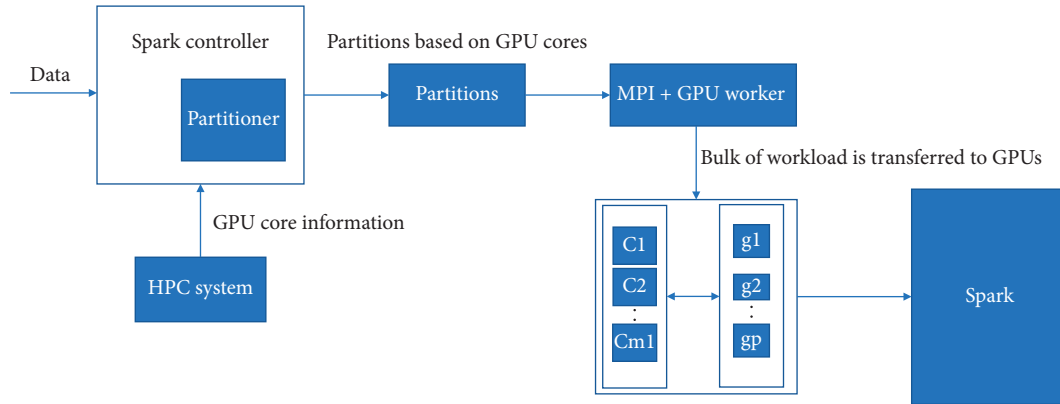 Spark controller
Partitions based on GPU cores
Data
Partitioner
Partitions
MPI + GPU worker
Bulk of workload is transferred to GPUs
GPU core information
HPC system
C1
C2
⋮
Cm1
g1
g2
⋮
gp
Spark